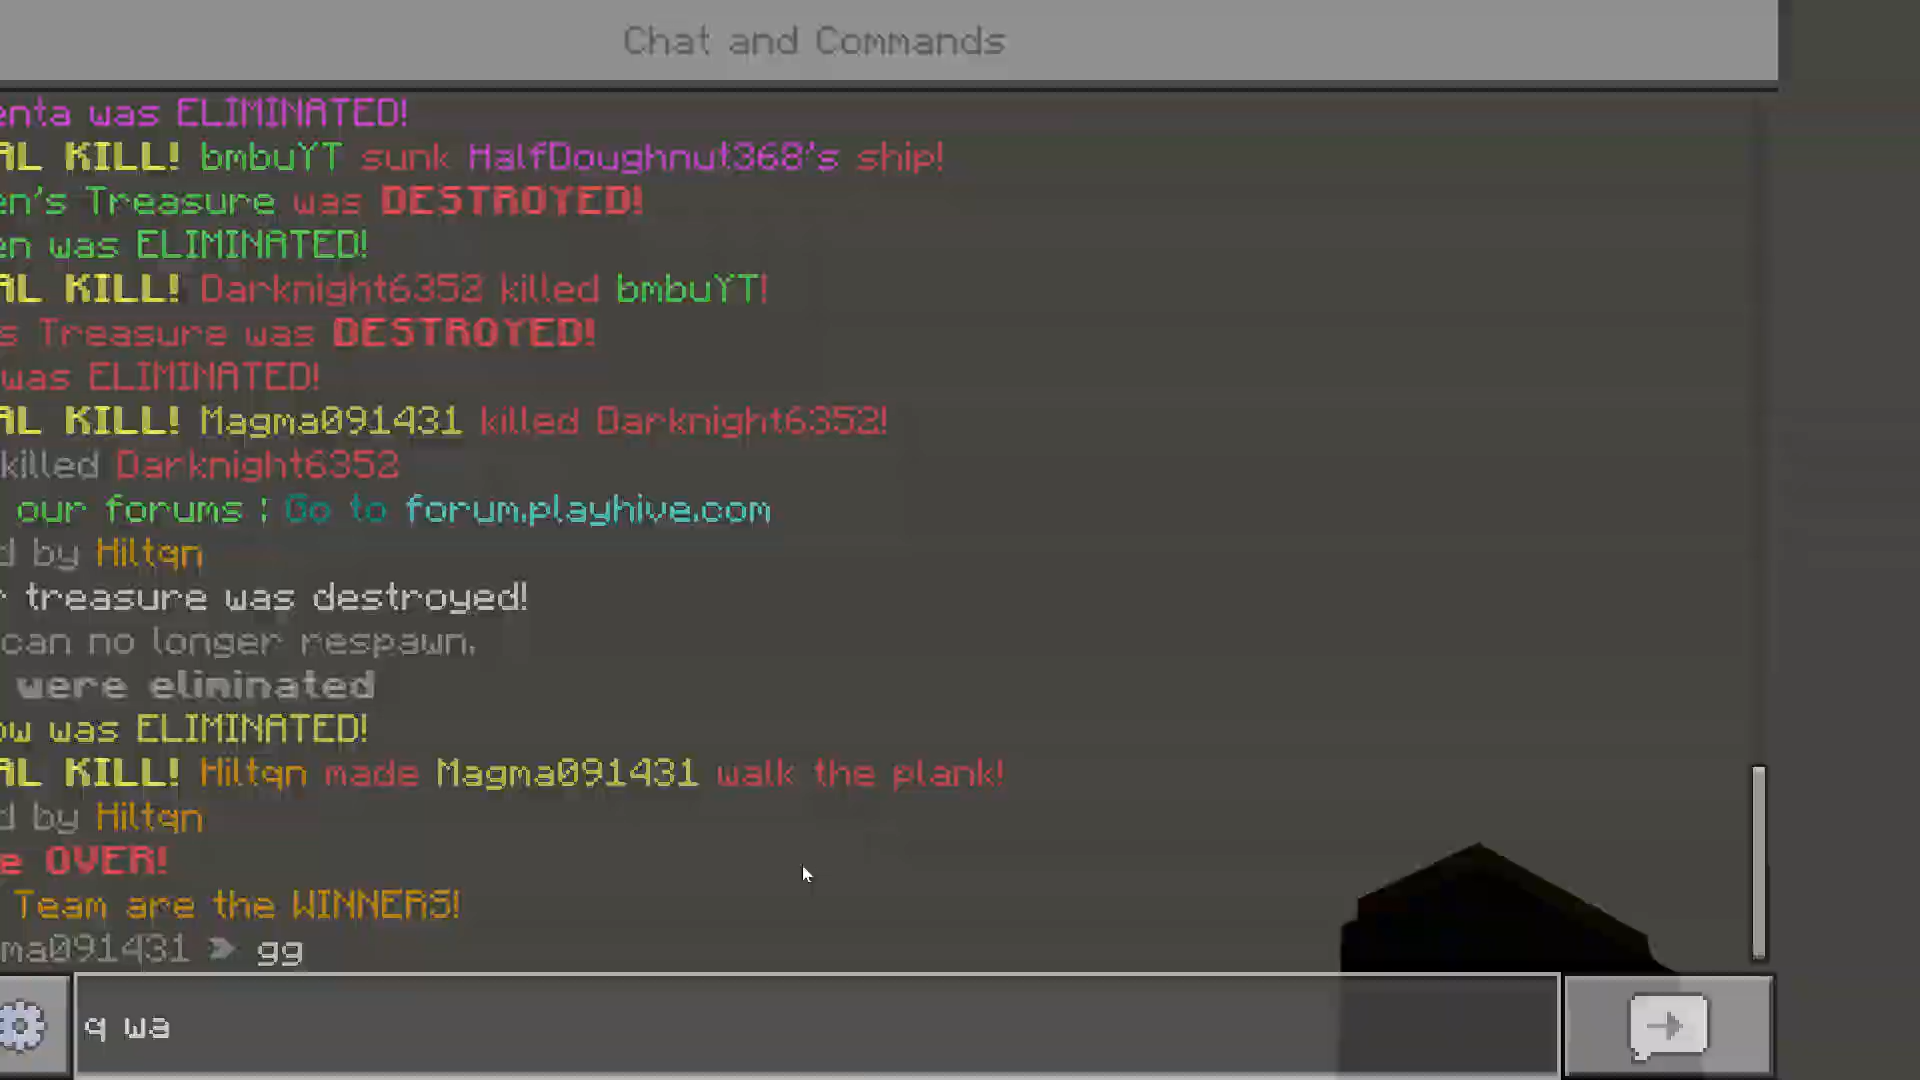 Chat and Commands
enta was ELIMINATED!
AL KILL! bmbuYT sunk HalfDoughnut368's ship!
en's Treasure was DESTROYED!
en was ELIMINATED!
AL KILL! Darknight6352 killed bmbuYT!
s Treasure was DESTROYED!
was ELIMINATED!
AL KILL! Magma091431 killed Darknight6352!
killed Darknight6352
our forums ¦ Go to forum.playhive.com
d by Hiltqn
r treasure was destroyed!
can no longer respawn.
were eliminated
ow was ELIMINATED!
AL KILL! Hiltqn made Magma091431 walk the plank!
d by Hiltqn
e OVER!
Team are the WINNERS!
ma091431 » gg
q wa